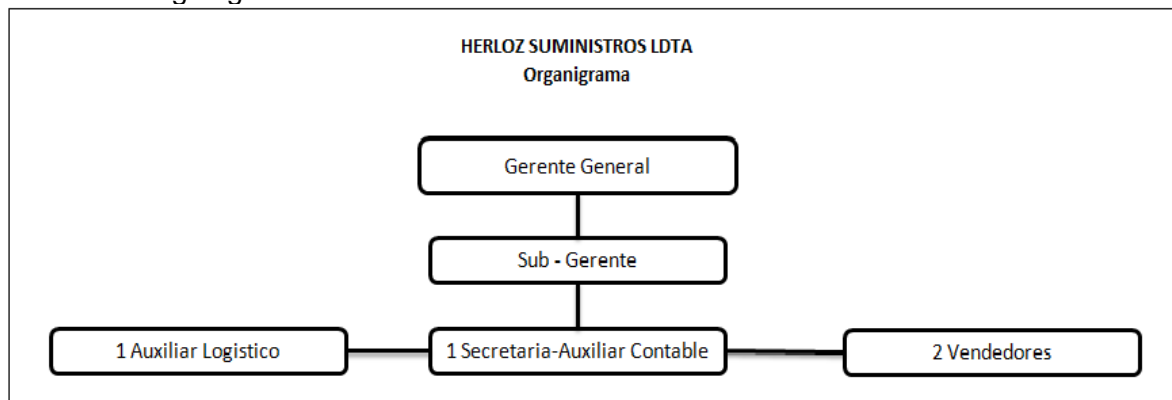 HERLOZ SUMINISTROS LDTA
Organigrama
Gerente General
Sub - Gerente
1 Auxiliar Logistico
1 Secretaria-Auxiliar Contable
2 Vendedores